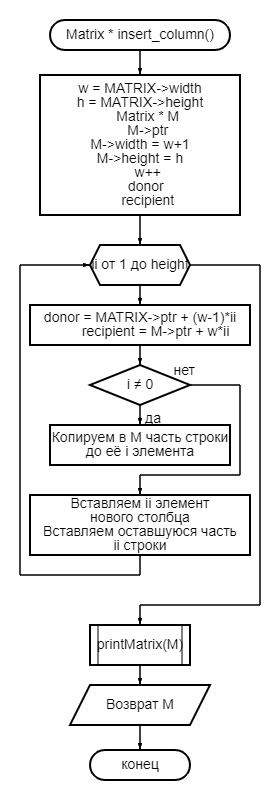 Matrix * insert_column()
w = MATRIX->width
h = MATRIX->height
Matrix * M
M->ptr
M->width = w+1
M->height = h
w++
donor
recipient
ii от 1 до height
donor = MATRIX->ptr + (w-1)*ii
recipient = M->ptr + w*ii
i ≠ 0
нет
да
Копируем в M часть строки
до её i элемента
Вставляем ii элемент
нового столбца
Вставляем оставшуюся часть
ii строки
printMatrix(M)
Возврат M
конец